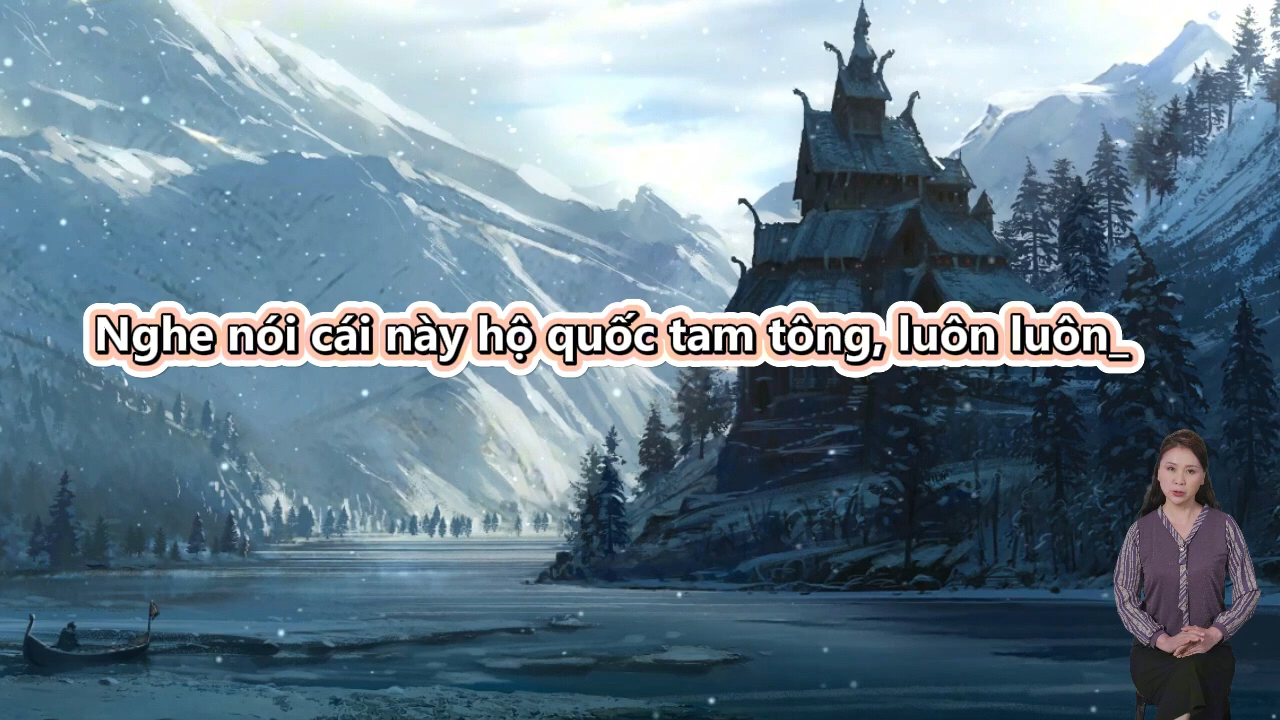 Nghe nói cái này hộ quốc tam tông, luôn luôn_